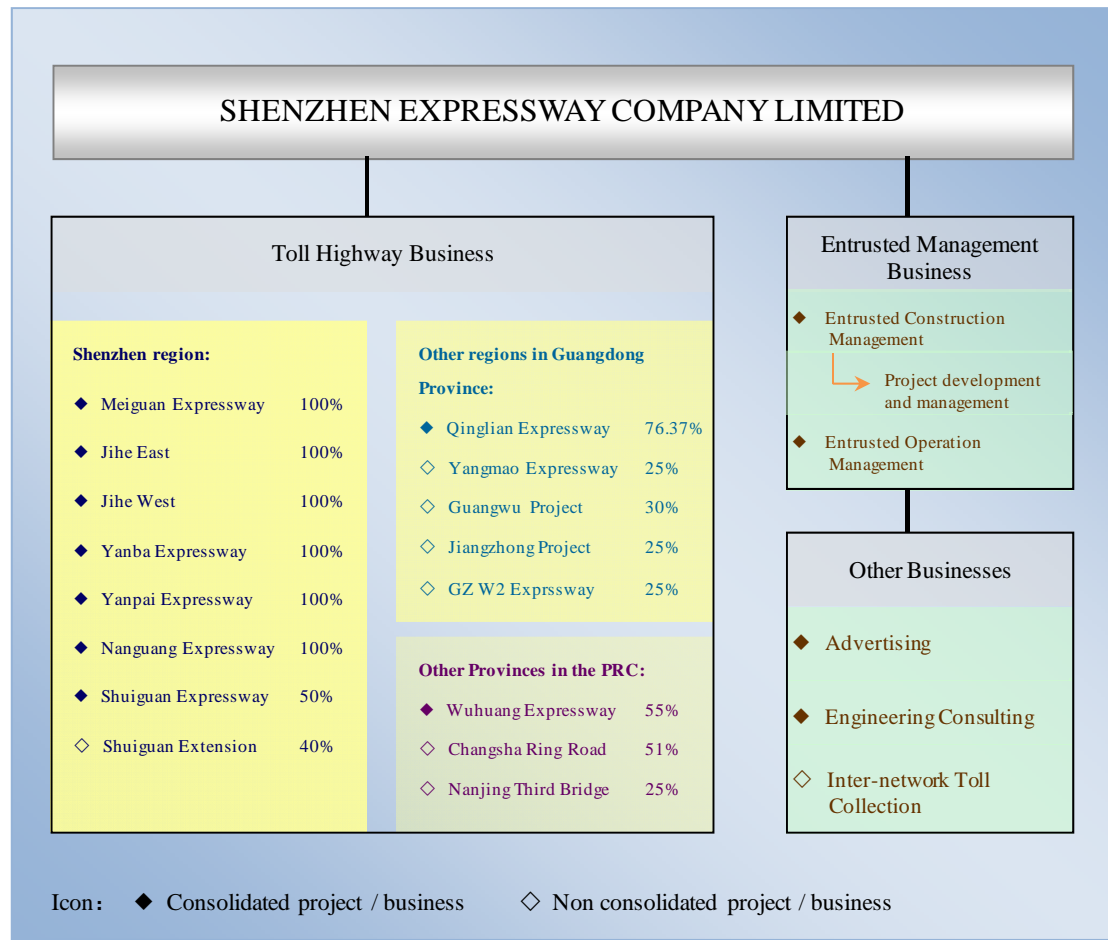 SHENZHEN EXPRESSWAY COMPANY LIMITED
Toll Highway Business
Shenzhen region:
◆ Meiguan Expressway 100%
◆ Jihe East 100%
◆ Jihe West 100%
◆ Yanba Expressway 100%
◆ Yanpai Expressway 100%
◆ Nanguang Expressway 100%
◆ Shuiguan Expressway 50%
◇ Shuiguan Extension 40%
Other regions in Guangdong
Province:
◆ Qinglian Expressway 76.37%
◇ Yangmao Expressway 25%
◇ Guangwu Project 30%
◇ Jiangzhong Project 25%
◇ GZ W2 Exprssway 25%
Other Provinces in the PRC:
◆ Wuhuang Expressway 55%
◇ Changsha Ring Road 51%
◇ Nanjing Third Bridge 25%
Entrusted Management
Business
◆ Entrusted Construction
Management
Project development
and management
◆ Entrusted Operation
Management
Other Businesses
◆ Advertising
◆ Engineering Consulting
◇ Inter-network Toll
Collection
Icon： ◆ Consolidated project / business ◇ Non consolidated project / business